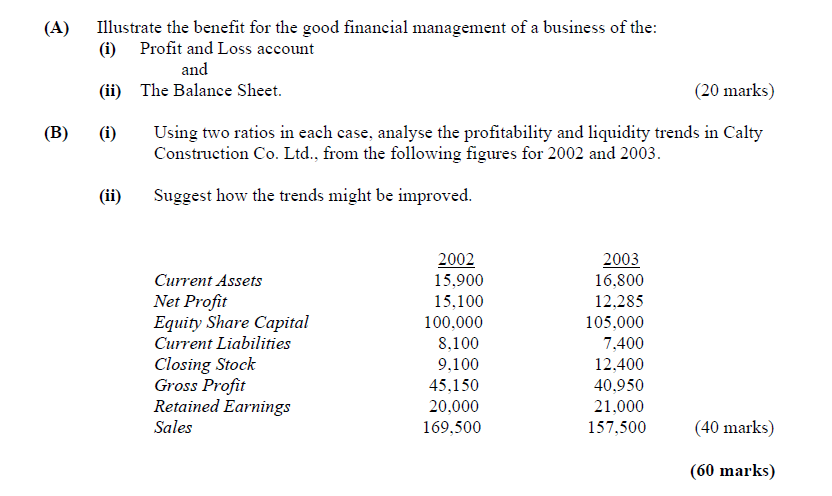 (A) Illustrate the benefit for the good financial management of a business of the:
(i) Profit and Loss account
and
(ii) The Balance Sheet. (20 marks)
(B) (i) Using two ratios in each case, analyse the profitability and liquidity trends in Calty
Construction Co. Ltd., from the following figures for 2002 and 2003.
(ii) Suggest how the trends might be improved.
2002 2003
Current Assets 15,900 16,800
Net Profit 15,100 12,285
Equity Share Capital 100,000 105,000
Current Liabilities 8,100 7,400
Closing Stock 9,100 12,400
Gross Profit 45,150 40,950
Retained Earnings 20,000 21,000
Sales 169,500 157,500 (40 marks)
(60 marks)